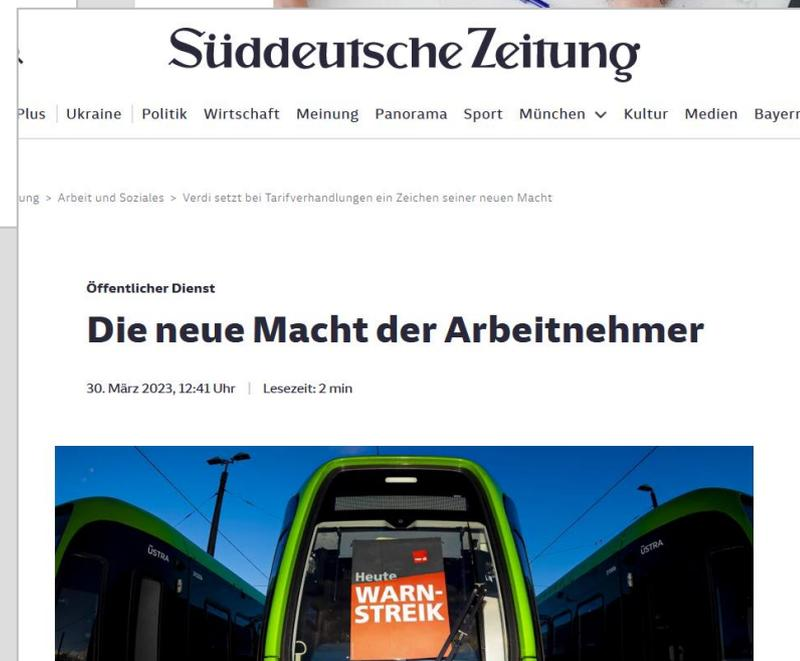 Süddeutsche Zeitung
Plus Ukraine Politik Wirtschaft Meinung Panorama Sport München Kultur Medien Bayern
ung > Arbeit und Soziales > Verdi setzt bei Tarifverhandlungen ein Zeichen seiner neuen Macht
Öffentlicher Dienst
Die neue Macht der Arbeitnehmer
30. März 2023, 12:41 Uhr | Lesezeit: 2 min
ÜSTRA
ÜSTRA
Heute
WARN-
STREIK